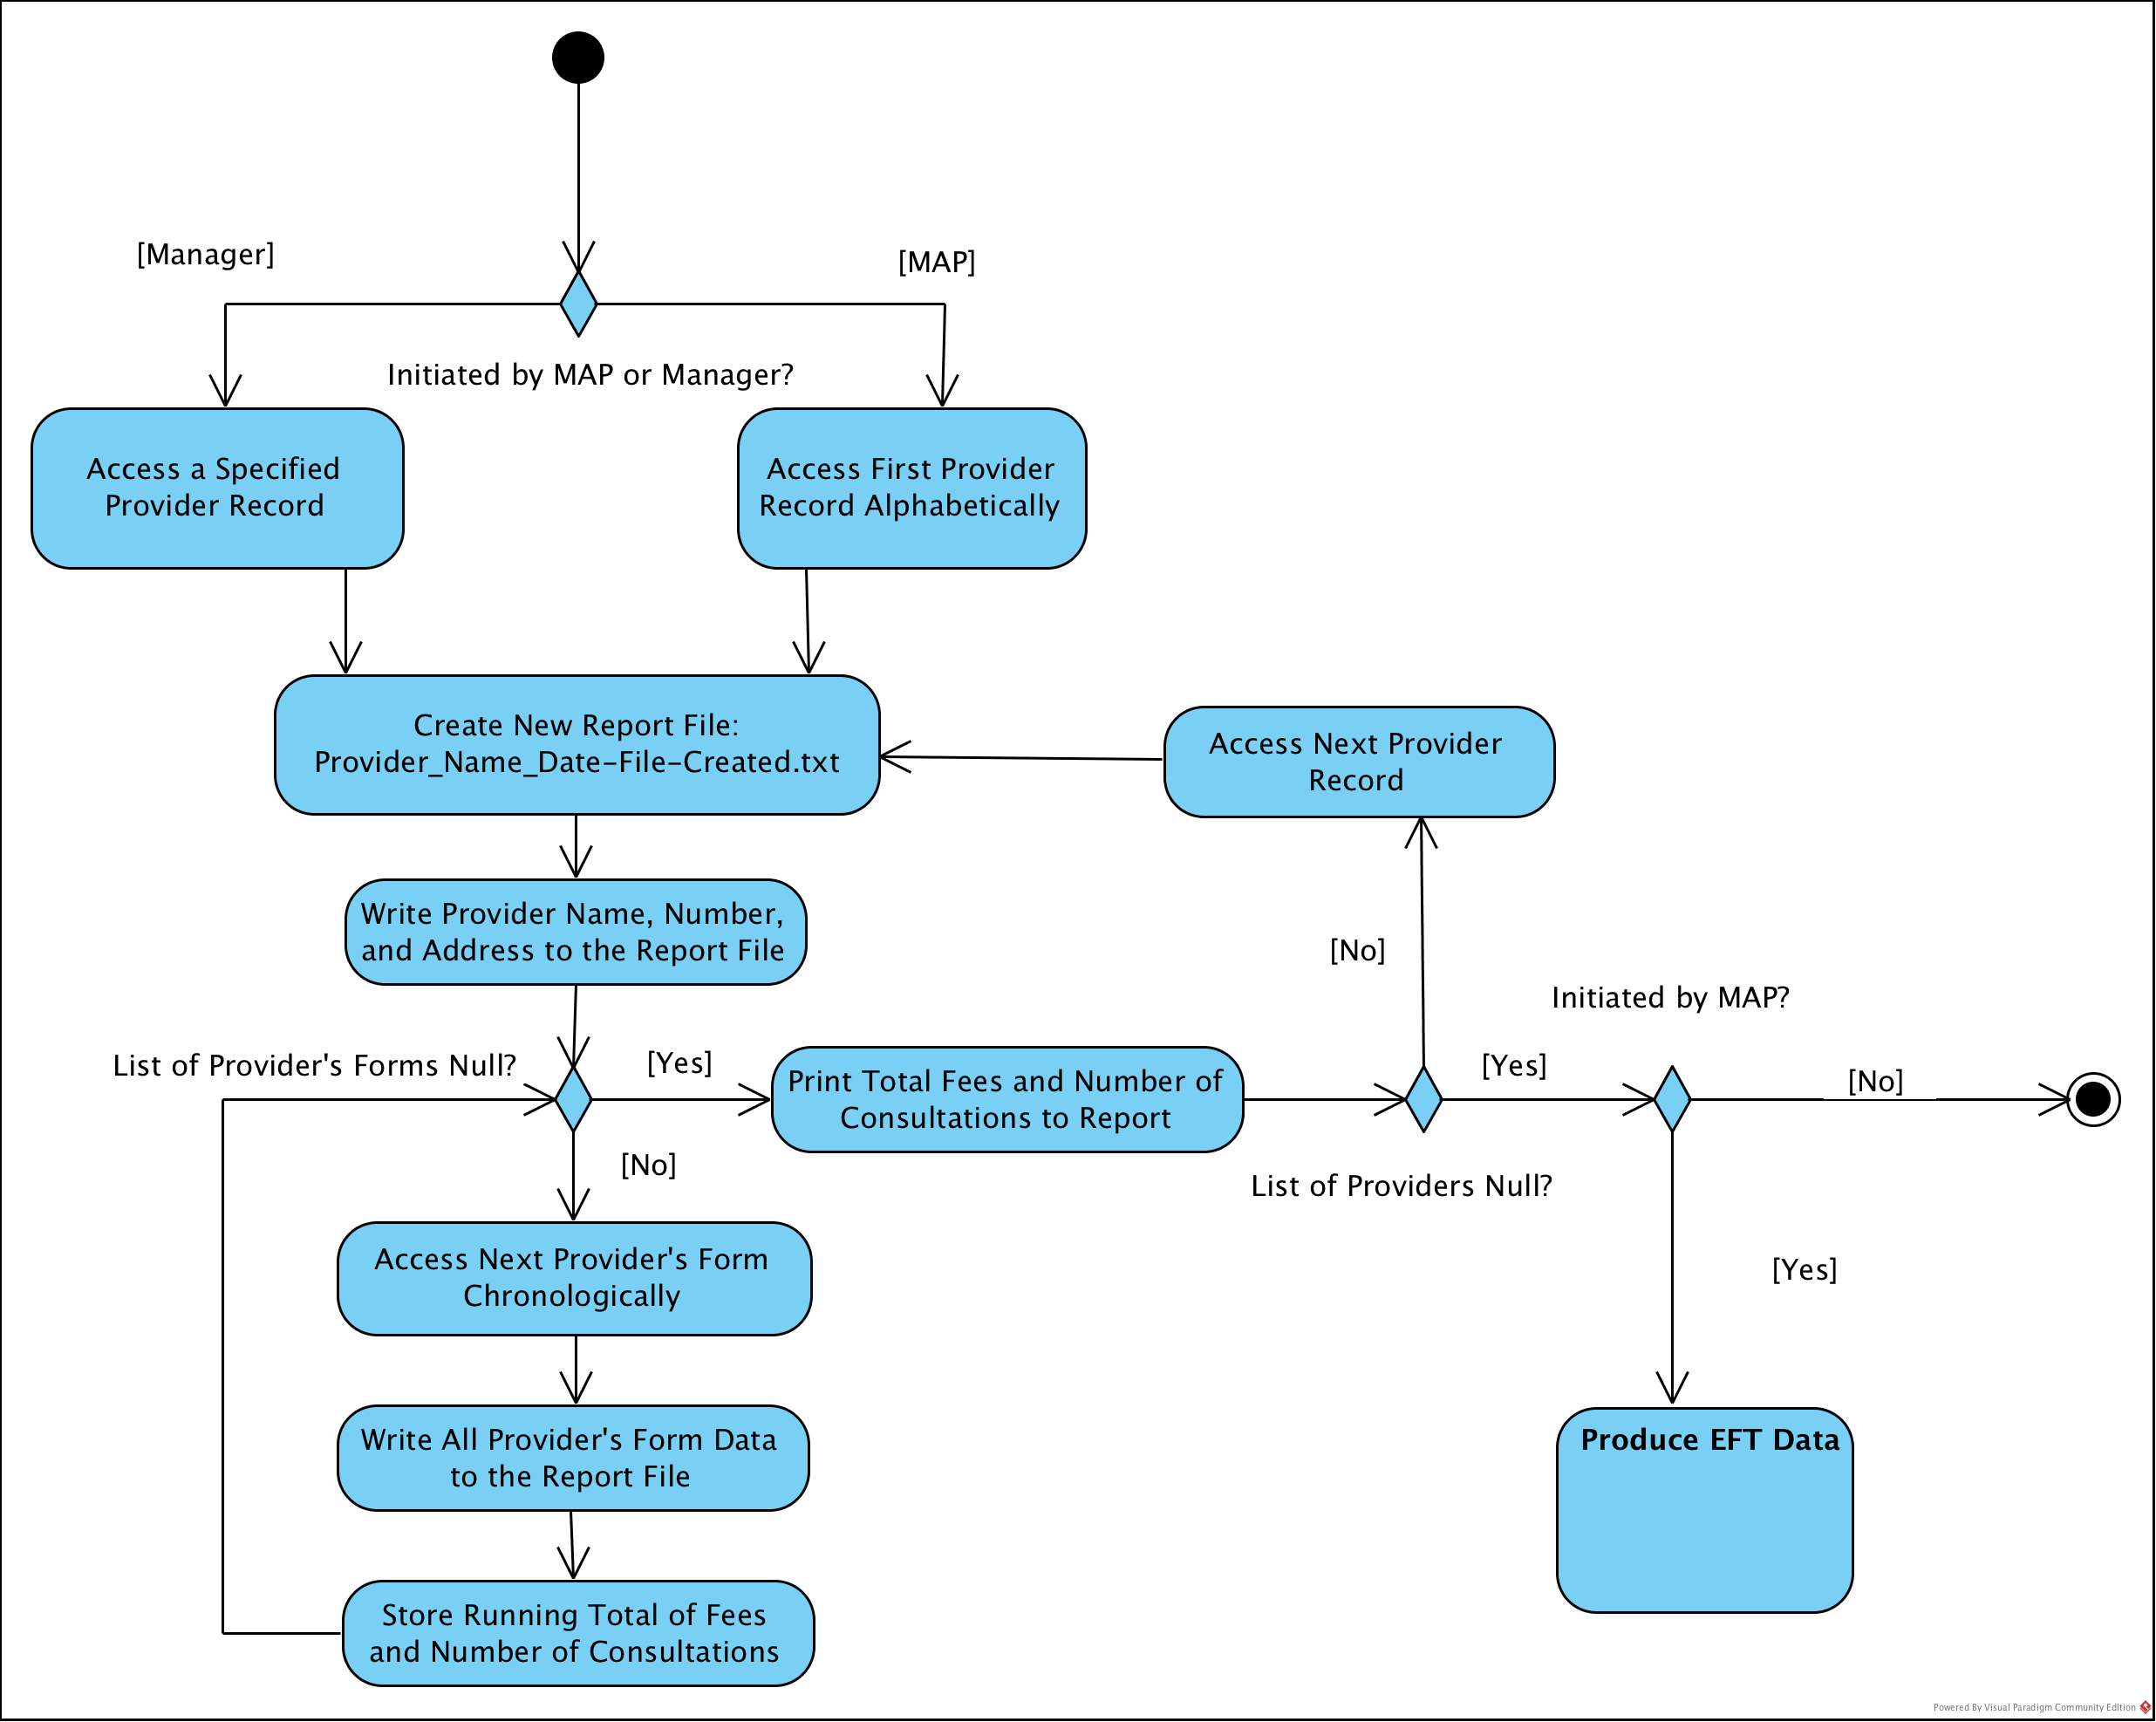 [Manager]
[MAP]
Initiated by MAP or Manager?
Access a Specified
Provider Record
Access First Provider
Record Alphabetically
Create New Report File:
Provider_Name_Date-File-Created.txt
Access Next Provider
Record
Write Provider Name, Number,
and Address to the Report File
[No]
Initiated by MAP?
List of Provider's Forms Null?
[Yes]
Print Total Fees and Number of
Consultations to Report
[Yes]
[No]
[No]
List of Providers Null?
Access Next Provider's Form
Chronologically
[Yes]
Write All Provider's Form Data
to the Report File
Produce EFT Data
Store Running Total of Fees
and Number of Consultations
Powered By Visual Paradigm Community Edition